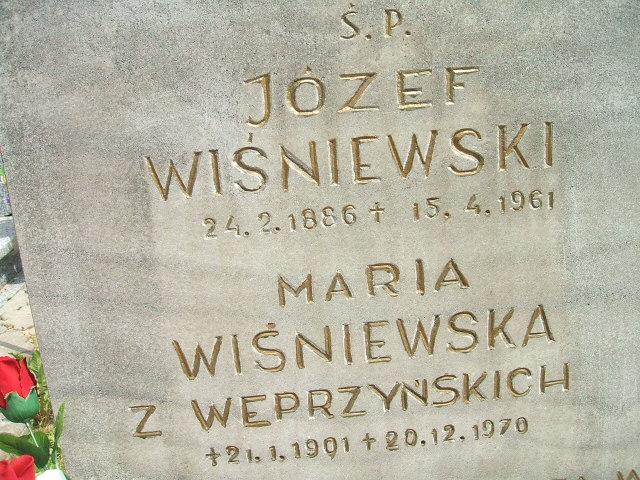 Ś. P.
JÓZEF
WIŚNIEWSKI
24.2.1886 + 15.4.1961
MARIA
WIŚNIEWSKA
Z WEPRZYŃSKICH
+21.1.1901 + 20.12.1970